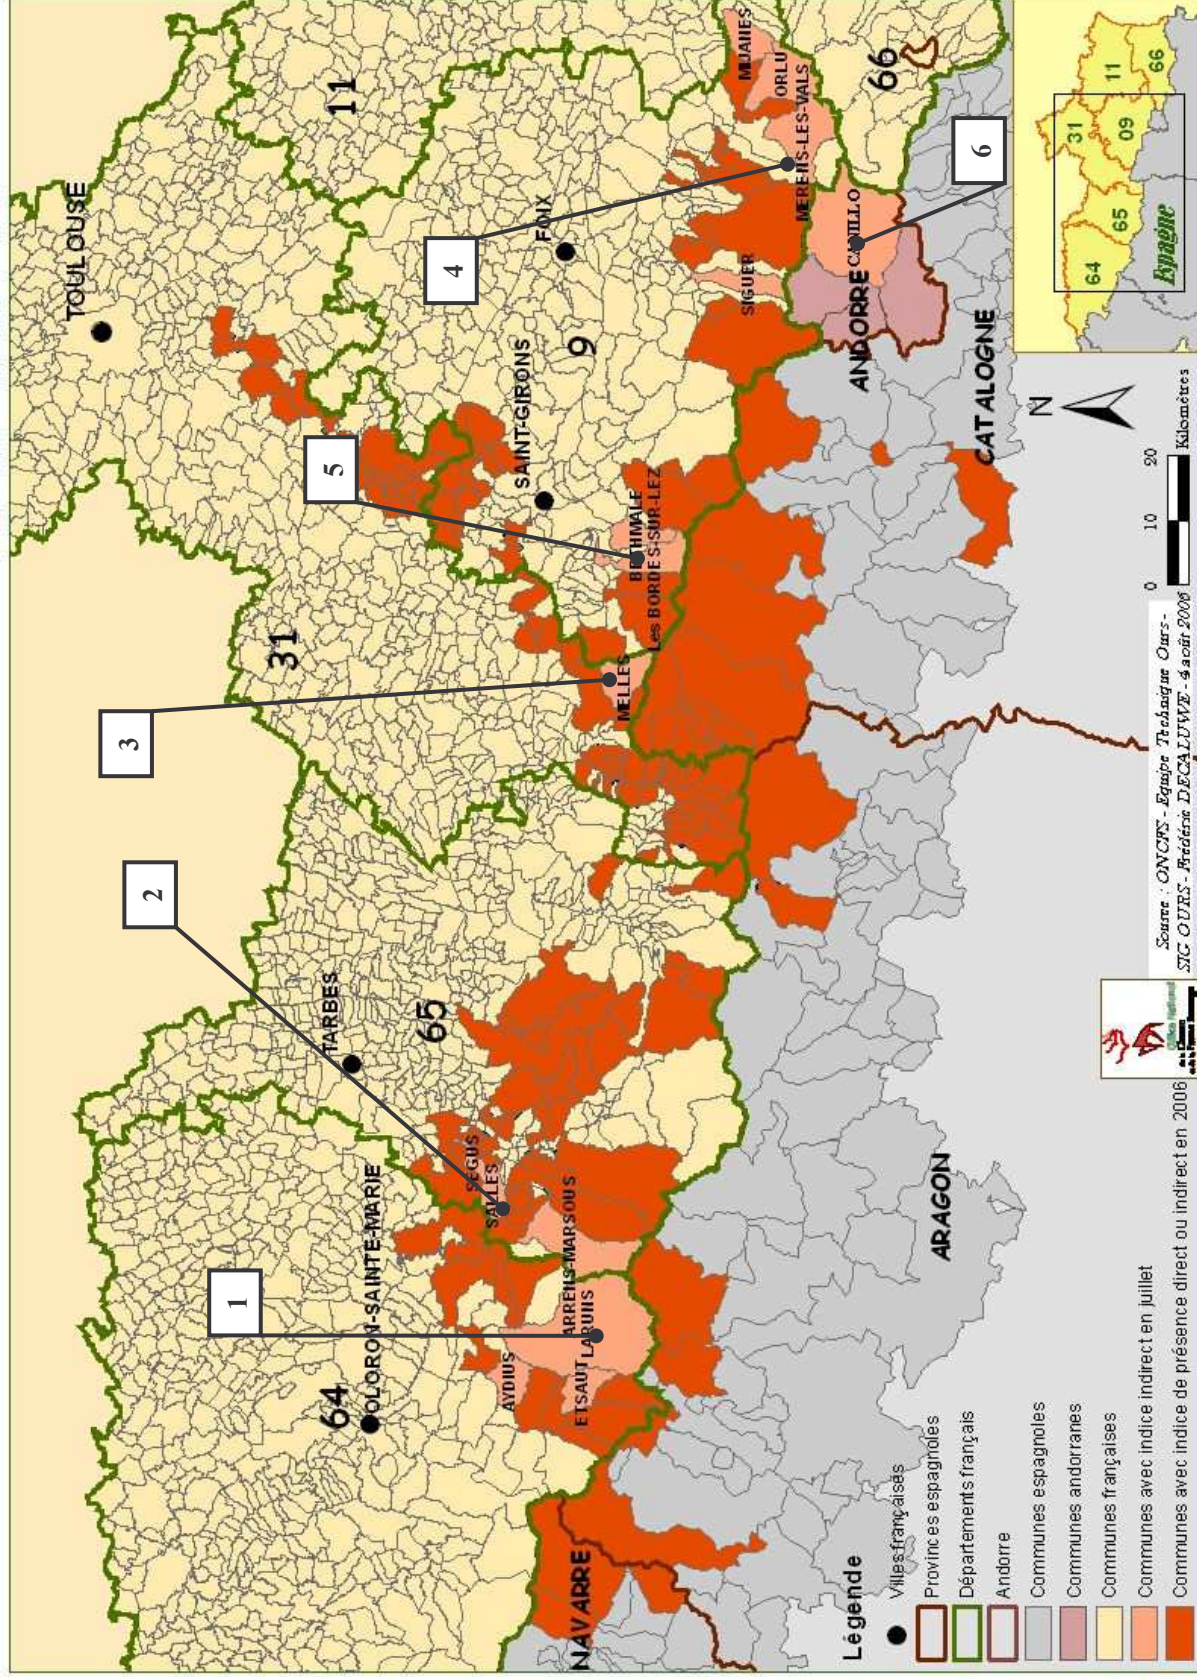 TOULOUSE
11
31
5
4
3
2
TARBES
64
OLORON-SAINTE-MARIE
65
1
SAINT-GIRONS
FOIX
9
MIJANES
ORLU
MERENS-LES-VALS
66
6
SIGUER
CANILLO
ANDORRE
BETHMALE
Les BORDES-SUR-LEZ
MELLES
SEGUS
SALLES
ARRENS-MARSOUS
AYDIUS
LARUNS
ETSAUT
NAVARRE
ARAGON
CATALOGNE
N
0 10 20
Kilomètres
Source : ONCFS - Equipe Technique Ours -
SIG OURS - Frédéric DECALUWE - 4 août 2006
31
11
64
65
09
66
Espagne
Légende
Villes françaises
Provinces espagnoles
Départements français
Andorre
Communes espagnoles
Communes andorranes
Communes françaises
Communes avec indice indirect en juillet
Communes avec indice de présence direct ou indirect en 2006